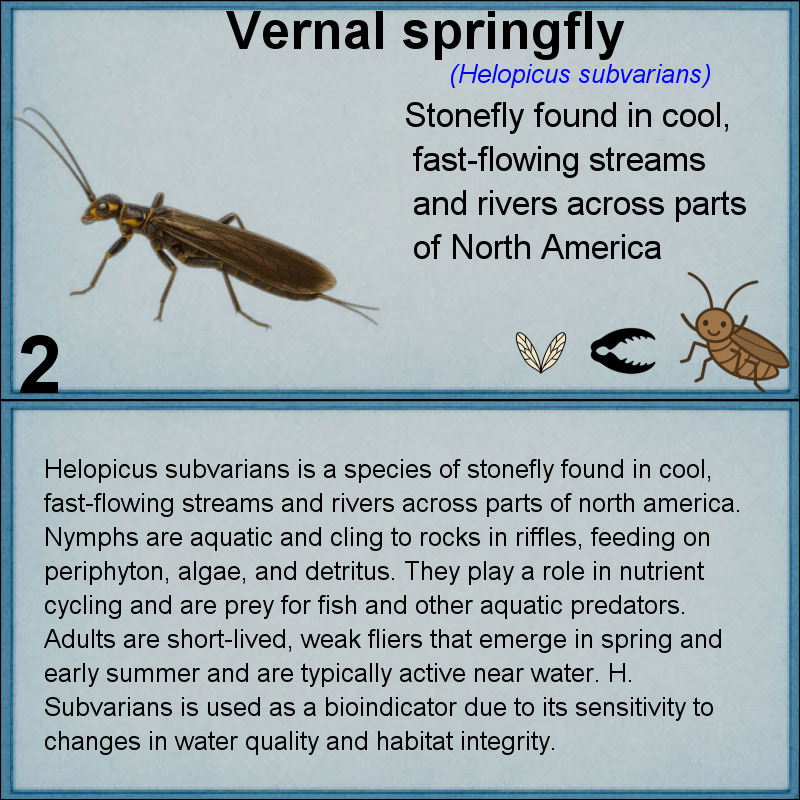 Vernal springfly
(Helopicus subvarians)
Stonefly found in cool,
fast-flowing streams
and rivers across parts
of North America
2
Helopicus subvarians is a species of stonefly found in cool,
fast-flowing streams and rivers across parts of north america.
Nymphs are aquatic and cling to rocks in riffles, feeding on
periphyton, algae, and detritus. They play a role in nutrient
cycling and are prey for fish and other aquatic predators.
Adults are short-lived, weak fliers that emerge in spring and
early summer and are typically active near water. H.
Subvarians is used as a bioindicator due to its sensitivity to
changes in water quality and habitat integrity.